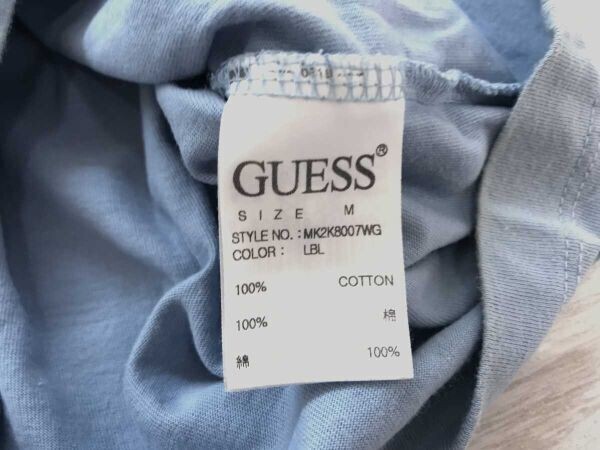 GUESS®
SIZE M
STYLE NO. : MK2K8007WG
COLOR : LBL
100% COTTON
100% 棉
綿 100%